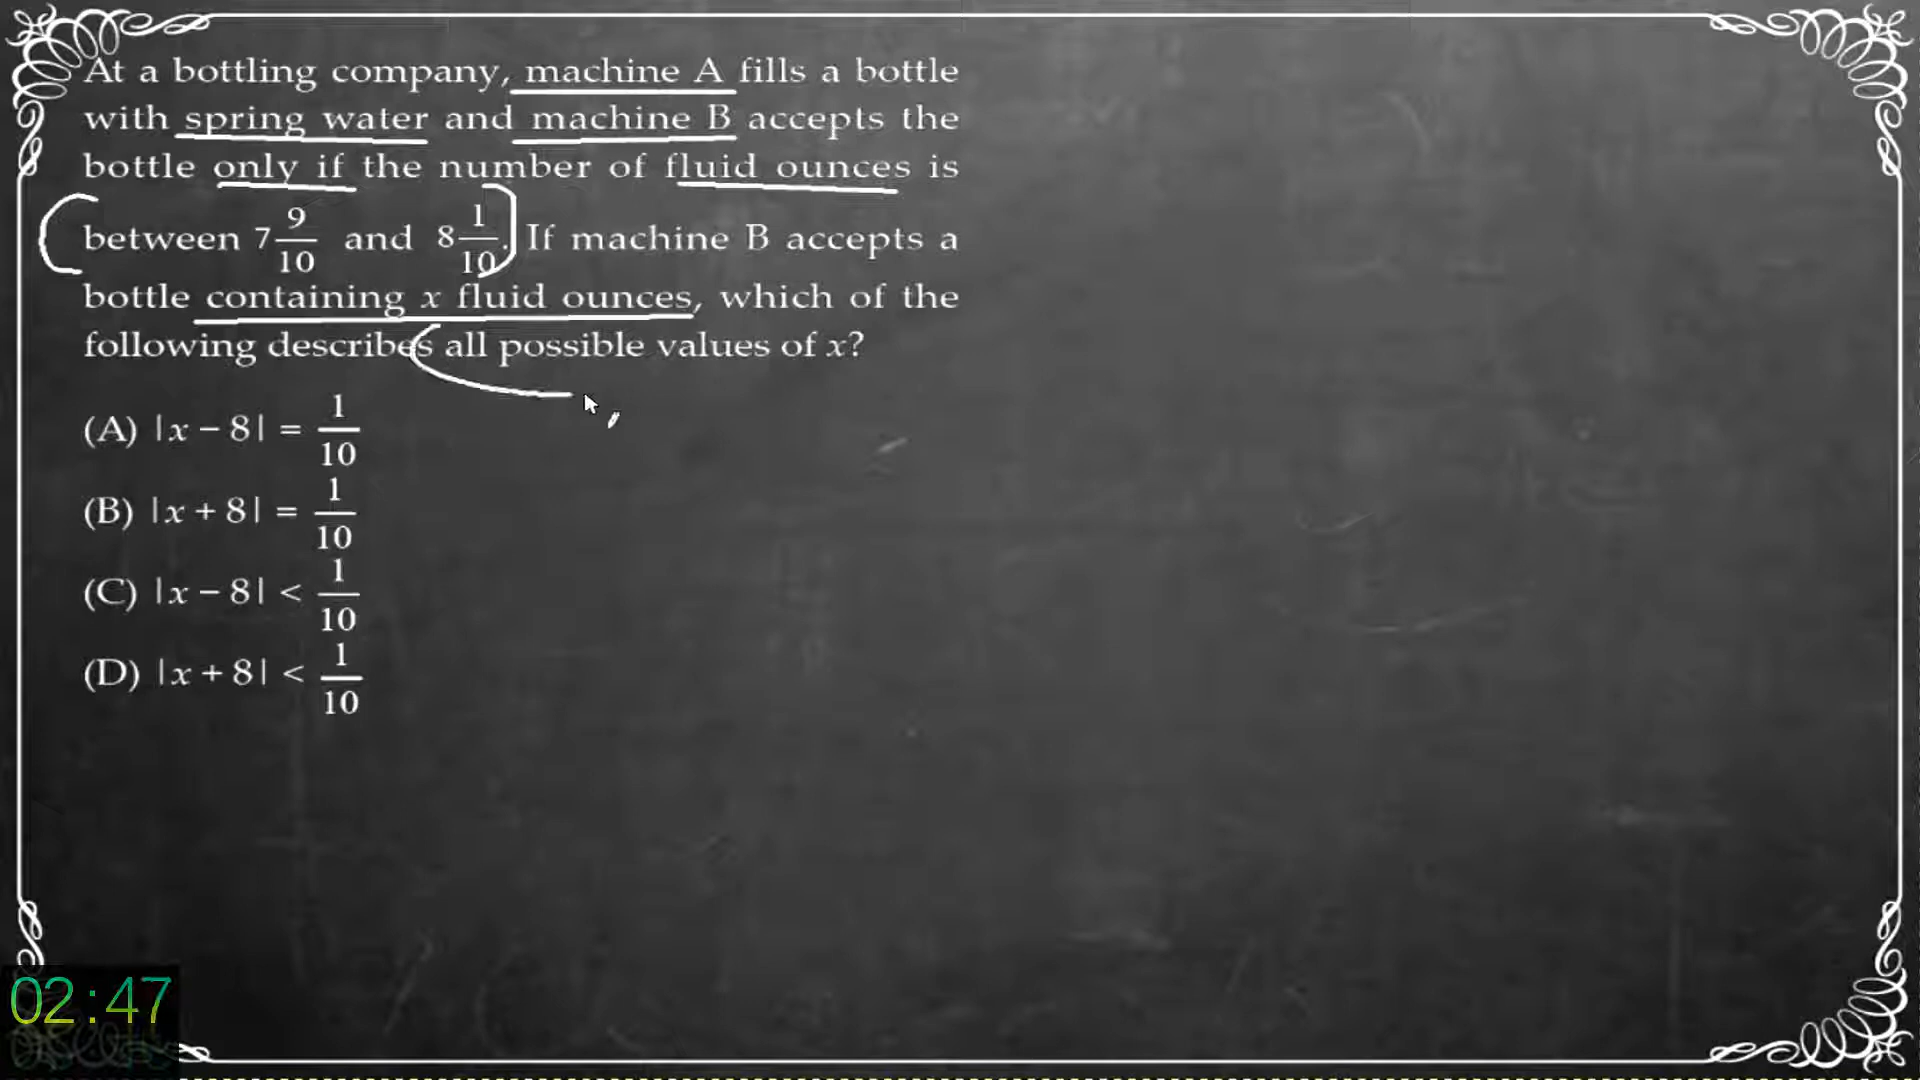 At a bottling company, machine A fills a bottle
with spring water and machine B accepts the
bottle only if the number of fluid ounces is
between 7 9/10 and 8 1/10. If machine B accepts a
bottle containing x fluid ounces, which of the
following describes all possible values of x?
(A) |x − 8| = 1/10
(B) |x + 8| = 1/10
(C) |x − 8| < 1/10
(D) |x + 8| < 1/10
02:47